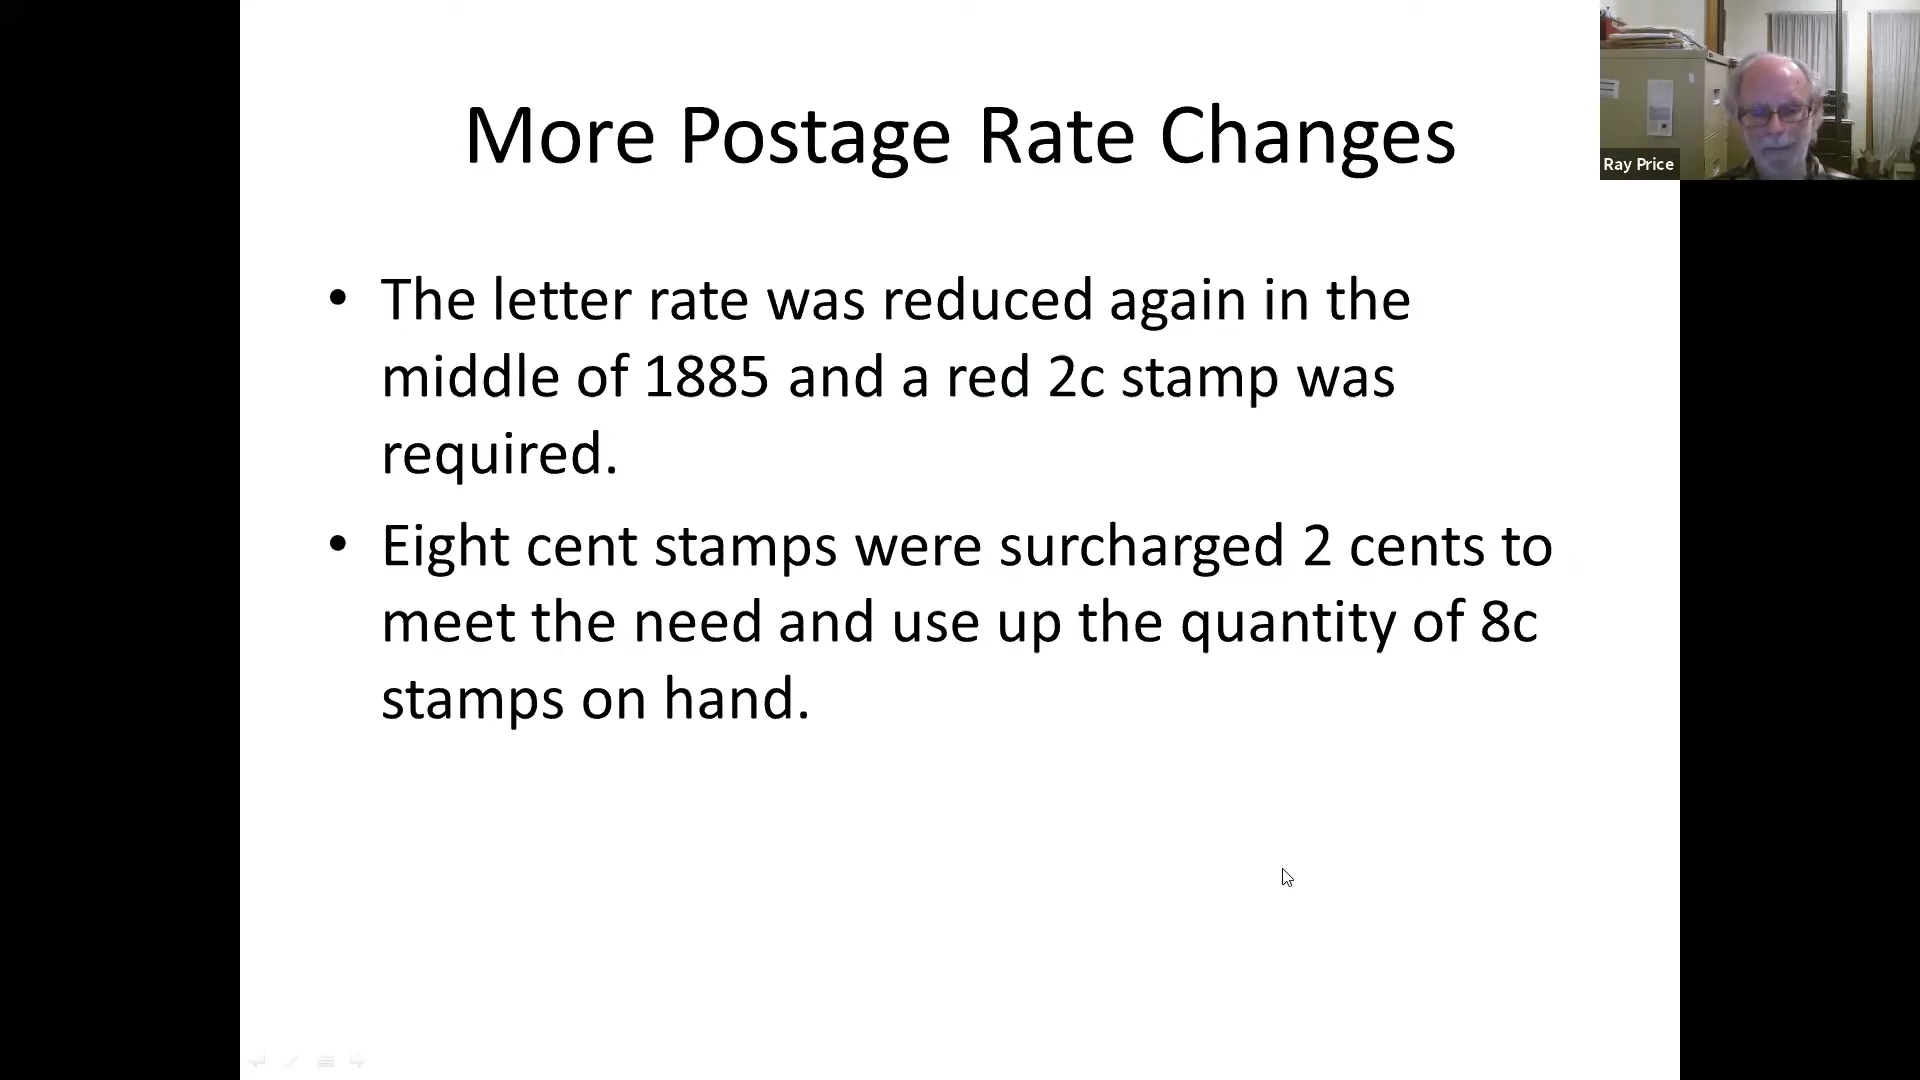 More Postage Rate Changes
Ray Price
• The letter rate was reduced again in the
middle of 1885 and a red 2c stamp was
required.
• Eight cent stamps were surcharged 2 cents to
meet the need and use up the quantity of 8c
stamps on hand.